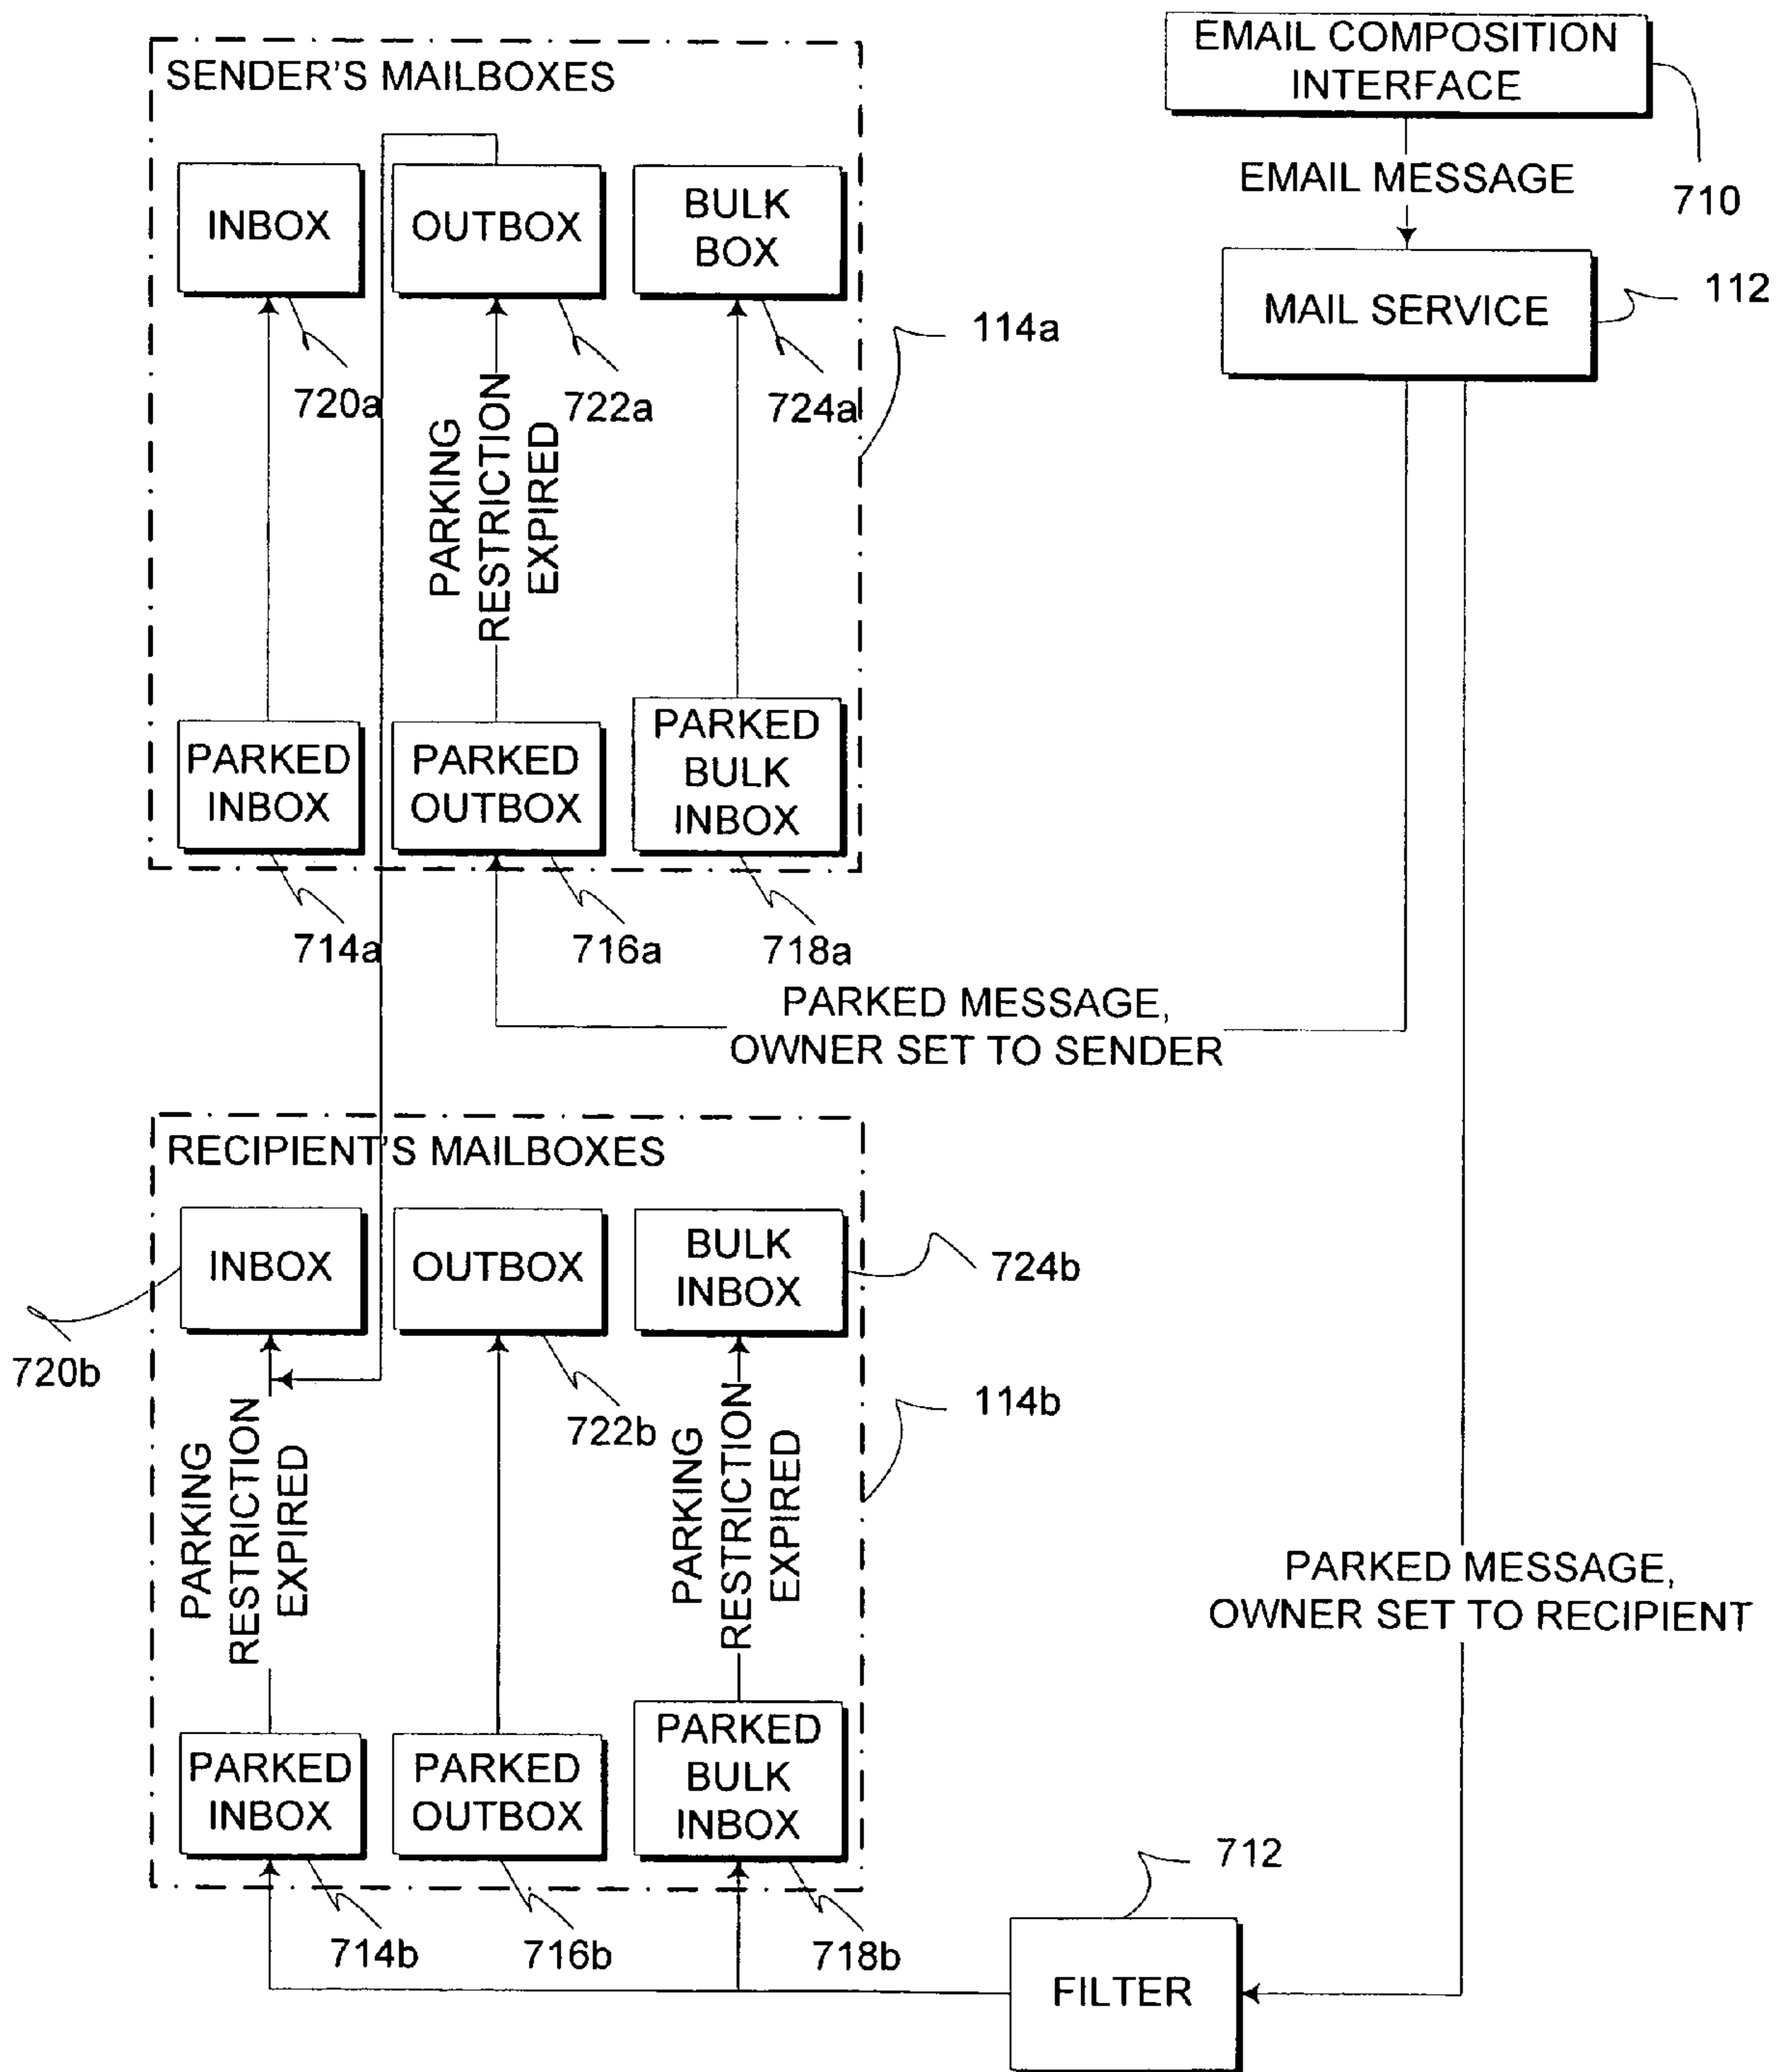 EMAIL COMPOSITION
INTERFACE
710
EMAIL MESSAGE
MAIL SERVICE
112
SENDER'S MAILBOXES
INBOX
OUTBOX
BULK
BOX
720a
722a
724a
114a
PARKING
RESTRICTION
EXPIRED
PARKED
INBOX
PARKED
OUTBOX
PARKED
BULK
INBOX
714a
716a
718a
PARKED MESSAGE,
OWNER SET TO SENDER
RECIPIENT'S MAILBOXES
INBOX
OUTBOX
BULK
INBOX
720b
722b
724b
114b
PARKING
RESTRICTION
EXPIRED
PARKING
RESTRICTION
EXPIRED
PARKED MESSAGE,
OWNER SET TO RECIPIENT
PARKED
INBOX
PARKED
OUTBOX
PARKED
BULK
INBOX
714b
716b
718b
712
FILTER